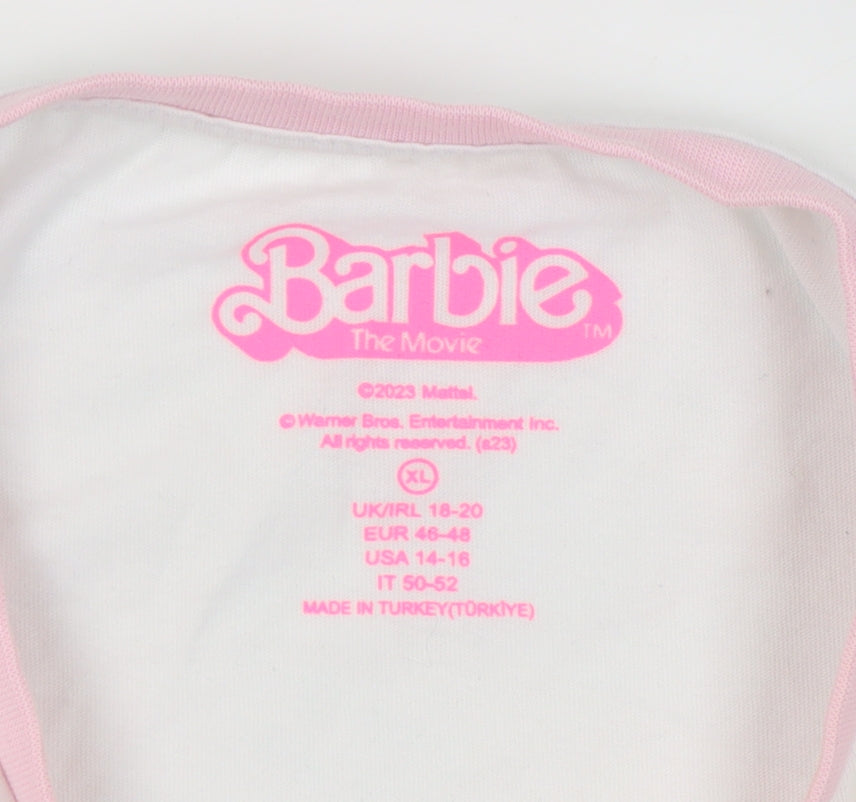 Barbie
The Movie TM
©2023 Mattel.
©Warner Bros. Entertainment Inc.
All rights reserved. (s23)
XL
UK/IRL 18-20
EUR 46-48
USA 14-16
IT 50-52
MADE IN TURKEY(TÜRKİYE)